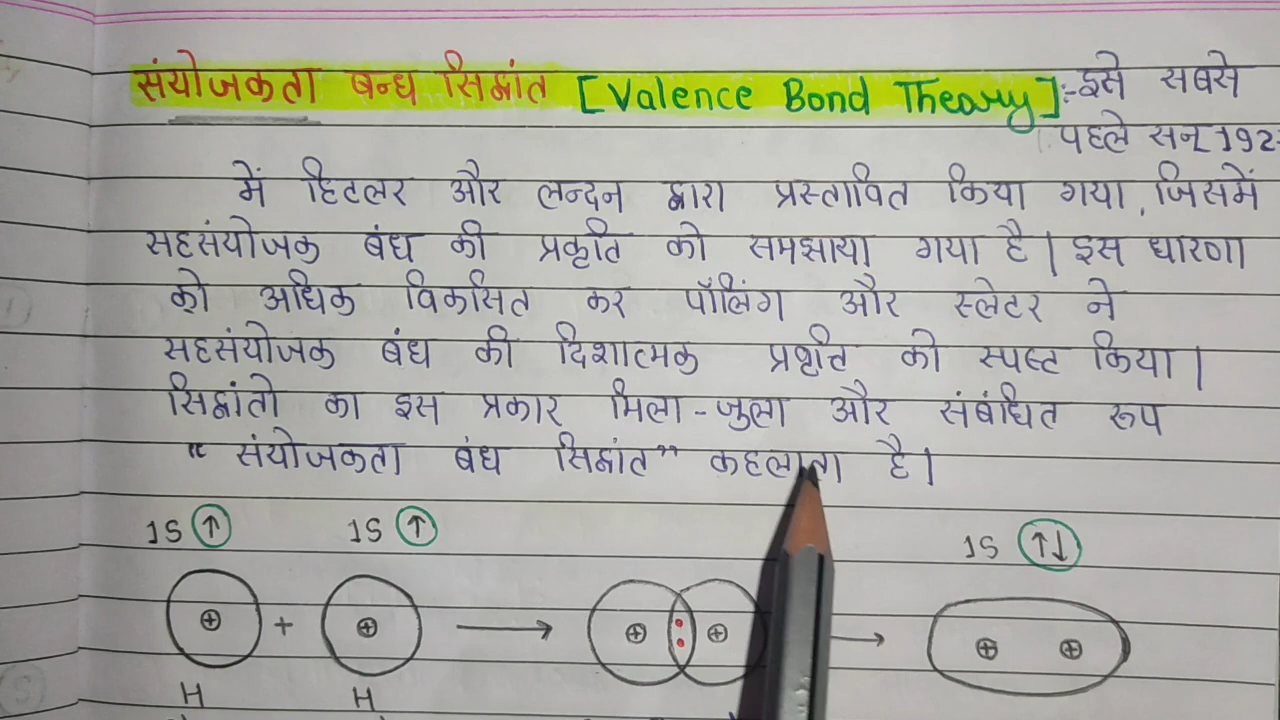 संयोजकता बन्ध सिद्धांत [Valence Bond Theory]:-इसे सबसे
पहले सन् 192
में हिटलर और लन्दन द्वारा प्रस्तावित किया गया, जिसमें
सहसंयोजक बंध की प्रकृति को समझाया गया है। इस धारणा
को अधिक विकसित कर पॉलिंग और स्लेटर ने
सहसंयोजक बंध की दिशात्मक को स्पस्ट किया।
सिद्धांतो का इस प्रकार मिला-जुला और संबंधित रूप
"संयोजकता बंध सिद्धांत" कहलाता है।
1S ↑ 1S ↑ 1S ↑↓
+ + + → + + → + +
H H